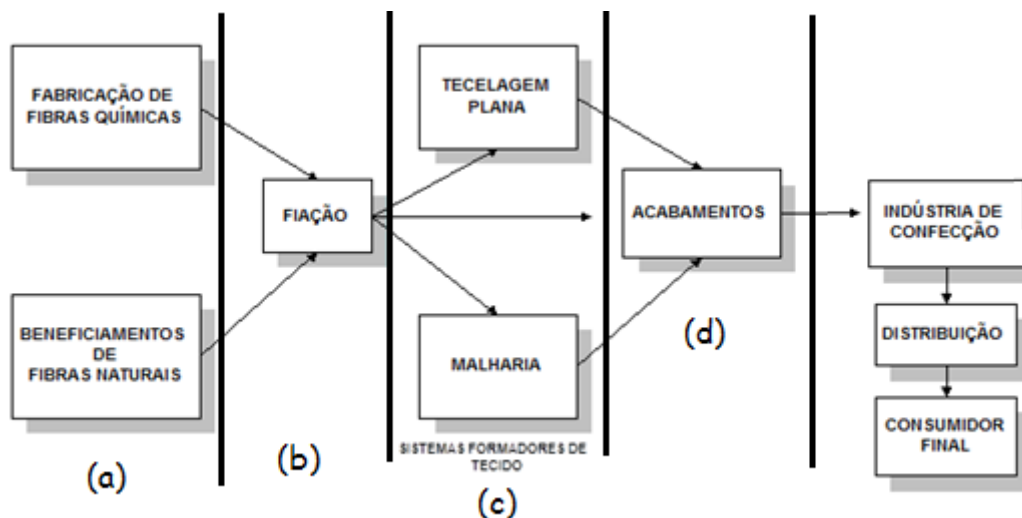 FABRICAÇÃO DE
FIBRAS QUÍMICAS
BENEFICIAMENTOS
DE
FIBRAS NATURAIS
(a)
FIAÇÃO
(b)
TECELAGEM
PLANA
MALHARIA
SISTEMAS FORMADORES DE
TECIDO
(c)
ACABAMENTOS
(d)
INDÚSTRIA DE
CONFECÇÃO
DISTRIBUIÇÃO
CONSUMIDOR
FINAL